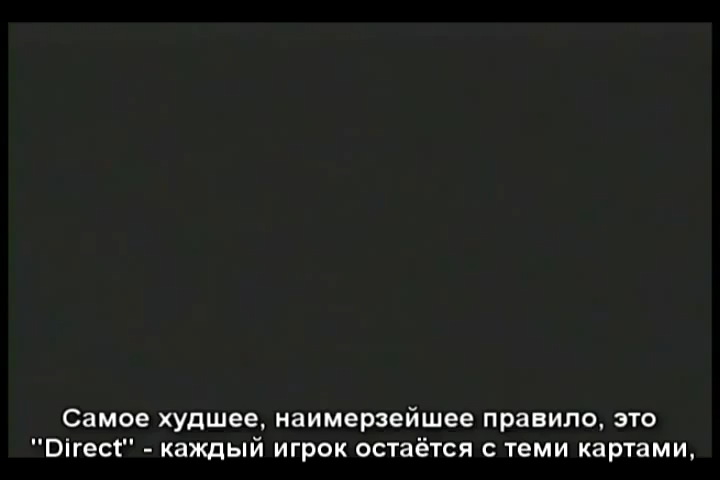 Самое худшее, наимерзейшее правило, это
"Direct" - каждый игрок остаётся с теми картами,